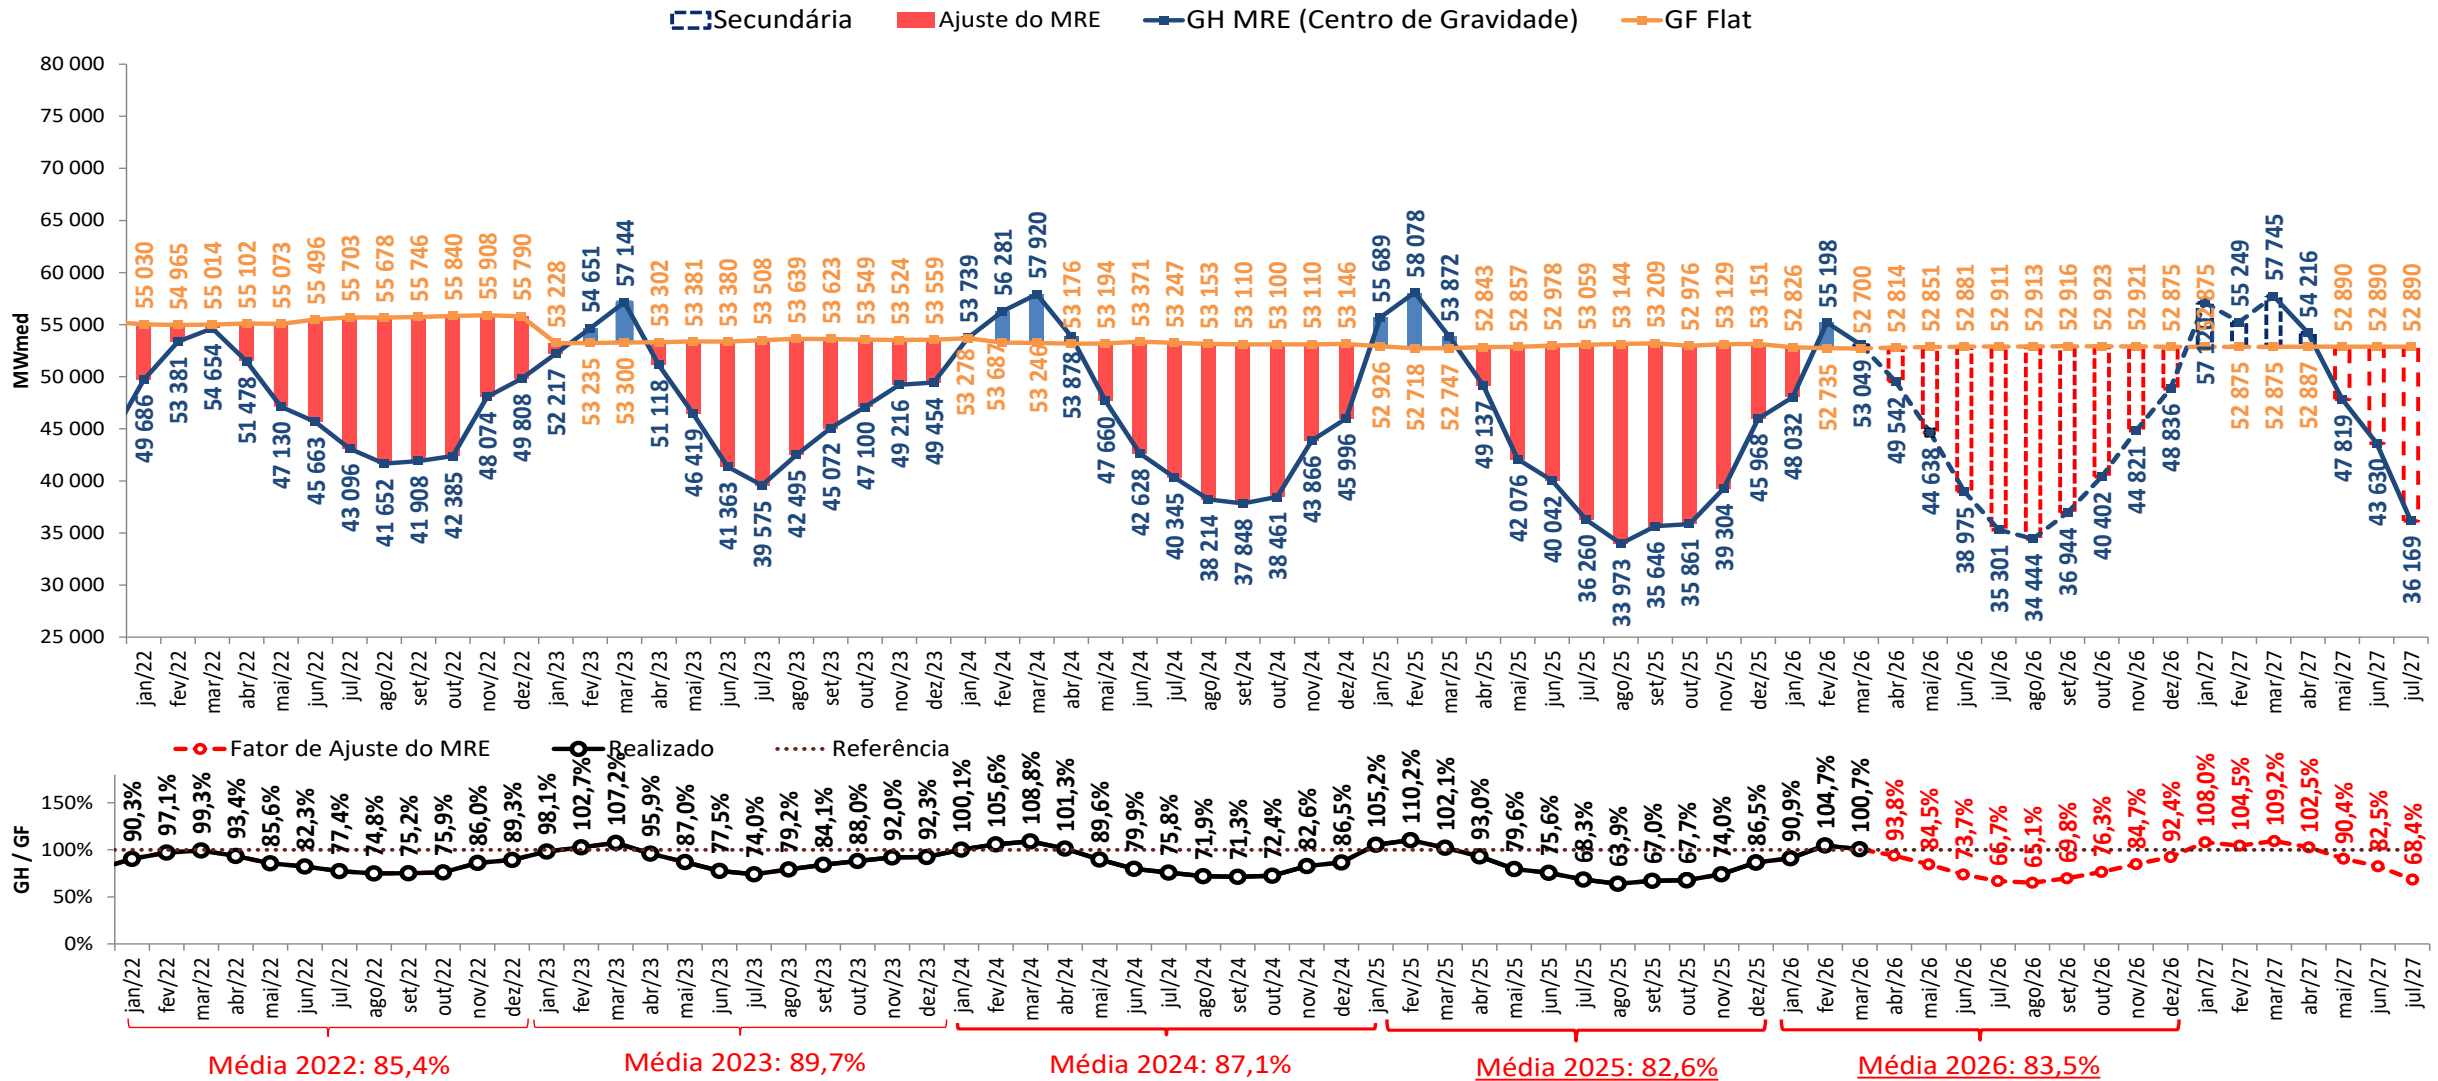 Secundária Ajuste do MRE GH MRE (Centro de Gravidade) GF Flat
MWmed
80 000
75 000
70 000
65 000
60 000
55 000
50 000
45 000
40 000
35 000
30 000
25 000
55 030 54 965 55 014 55 102 55 073 55 496 55 703 55 678 55 746 55 840 55 908 55 790 53 228 54 651 57 144 53 302 53 381 53 380 53 508 53 639 53 623 53 549 53 524 53 559 53 739 56 281 57 920 53 176 53 194 53 371 53 247 53 153 53 110 53 100 53 110 53 146 55 689 58 078 53 872 52 843 52 857 52 978 53 059 53 144 53 209 52 976 53 129 53 151 52 826 55 198 52 700 52 814 52 851 52 881 52 911 52 913 52 916 52 923 52 921 52 875 52 875 55 249 57 745 54 216 52 890 52 890 52 890
49 686 53 381 54 654 51 478 47 130 45 663 43 096 41 652 41 908 42 385 48 074 49 808 52 217 53 235 53 300 51 118 46 419 41 363 39 575 42 495 45 072 47 100 49 216 49 454 53 278 53 687 53 246 53 878 47 660 42 628 40 345 38 214 37 848 38 461 43 866 45 996 52 926 52 718 52 747 49 137 42 076 40 042 36 260 33 973 35 646 35 861 39 304 45 968 48 032 52 735 53 049 49 542 44 638 38 975 35 301 34 444 36 944 40 402 44 821 48 836 57 128 52 875 52 875 52 887 47 819 43 630 36 169
jan/22 fev/22 mar/22 abr/22 mai/22 jun/22 jul/22 ago/22 set/22 out/22 nov/22 dez/22 jan/23 fev/23 mar/23 abr/23 mai/23 jun/23 jul/23 ago/23 set/23 out/23 nov/23 dez/23 jan/24 fev/24 mar/24 abr/24 mai/24 jun/24 jul/24 ago/24 set/24 out/24 nov/24 dez/24 jan/25 fev/25 mar/25 abr/25 mai/25 jun/25 jul/25 ago/25 set/25 out/25 nov/25 dez/25 jan/26 fev/26 mar/26 abr/26 mai/26 jun/26 jul/26 ago/26 set/26 out/26 nov/26 dez/26 jan/27 fev/27 mar/27 abr/27 mai/27 jun/27 jul/27
Fator de Ajuste do MRE Realizado Referência
GH / GF
150%
100%
50%
0%
90,3% 97,1% 99,3% 93,4% 85,6% 82,3% 77,4% 74,8% 75,2% 75,9% 86,0% 89,3% 98,1% 102,7% 107,2% 95,9% 87,0% 77,5% 74,0% 79,2% 84,1% 88,0% 92,0% 92,3% 100,1% 105,6% 108,8% 101,3% 89,6% 79,9% 75,8% 71,9% 71,3% 72,4% 82,6% 86,5% 105,2% 110,2% 102,1% 93,0% 79,6% 75,6% 68,3% 63,9% 67,0% 67,7% 74,0% 86,5% 90,9% 104,7% 100,7% 93,8% 84,5% 73,7% 66,7% 65,1% 69,8% 76,3% 84,7% 92,4% 108,0% 104,5% 109,2% 102,5% 90,4% 82,5% 68,4%
jan/22 fev/22 mar/22 abr/22 mai/22 jun/22 jul/22 ago/22 set/22 out/22 nov/22 dez/22 jan/23 fev/23 mar/23 abr/23 mai/23 jun/23 jul/23 ago/23 set/23 out/23 nov/23 dez/23 jan/24 fev/24 mar/24 abr/24 mai/24 jun/24 jul/24 ago/24 set/24 out/24 nov/24 dez/24 jan/25 fev/25 mar/25 abr/25 mai/25 jun/25 jul/25 ago/25 set/25 out/25 nov/25 dez/25 jan/26 fev/26 mar/26 abr/26 mai/26 jun/26 jul/26 ago/26 set/26 out/26 nov/26 dez/26 jan/27 fev/27 mar/27 abr/27 mai/27 jun/27 jul/27
Média 2022: 85,4% Média 2023: 89,7% Média 2024: 87,1% Média 2025: 82,6% Média 2026: 83,5%